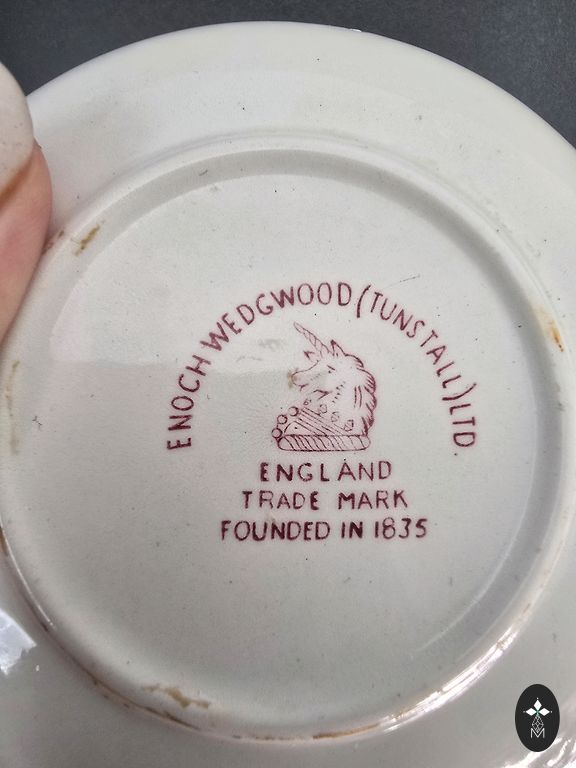 ENOCH WEDGWOOD (TUNSTALL) LTD.
ENGLAND
TRADE MARK
FOUNDED IN 1835
M